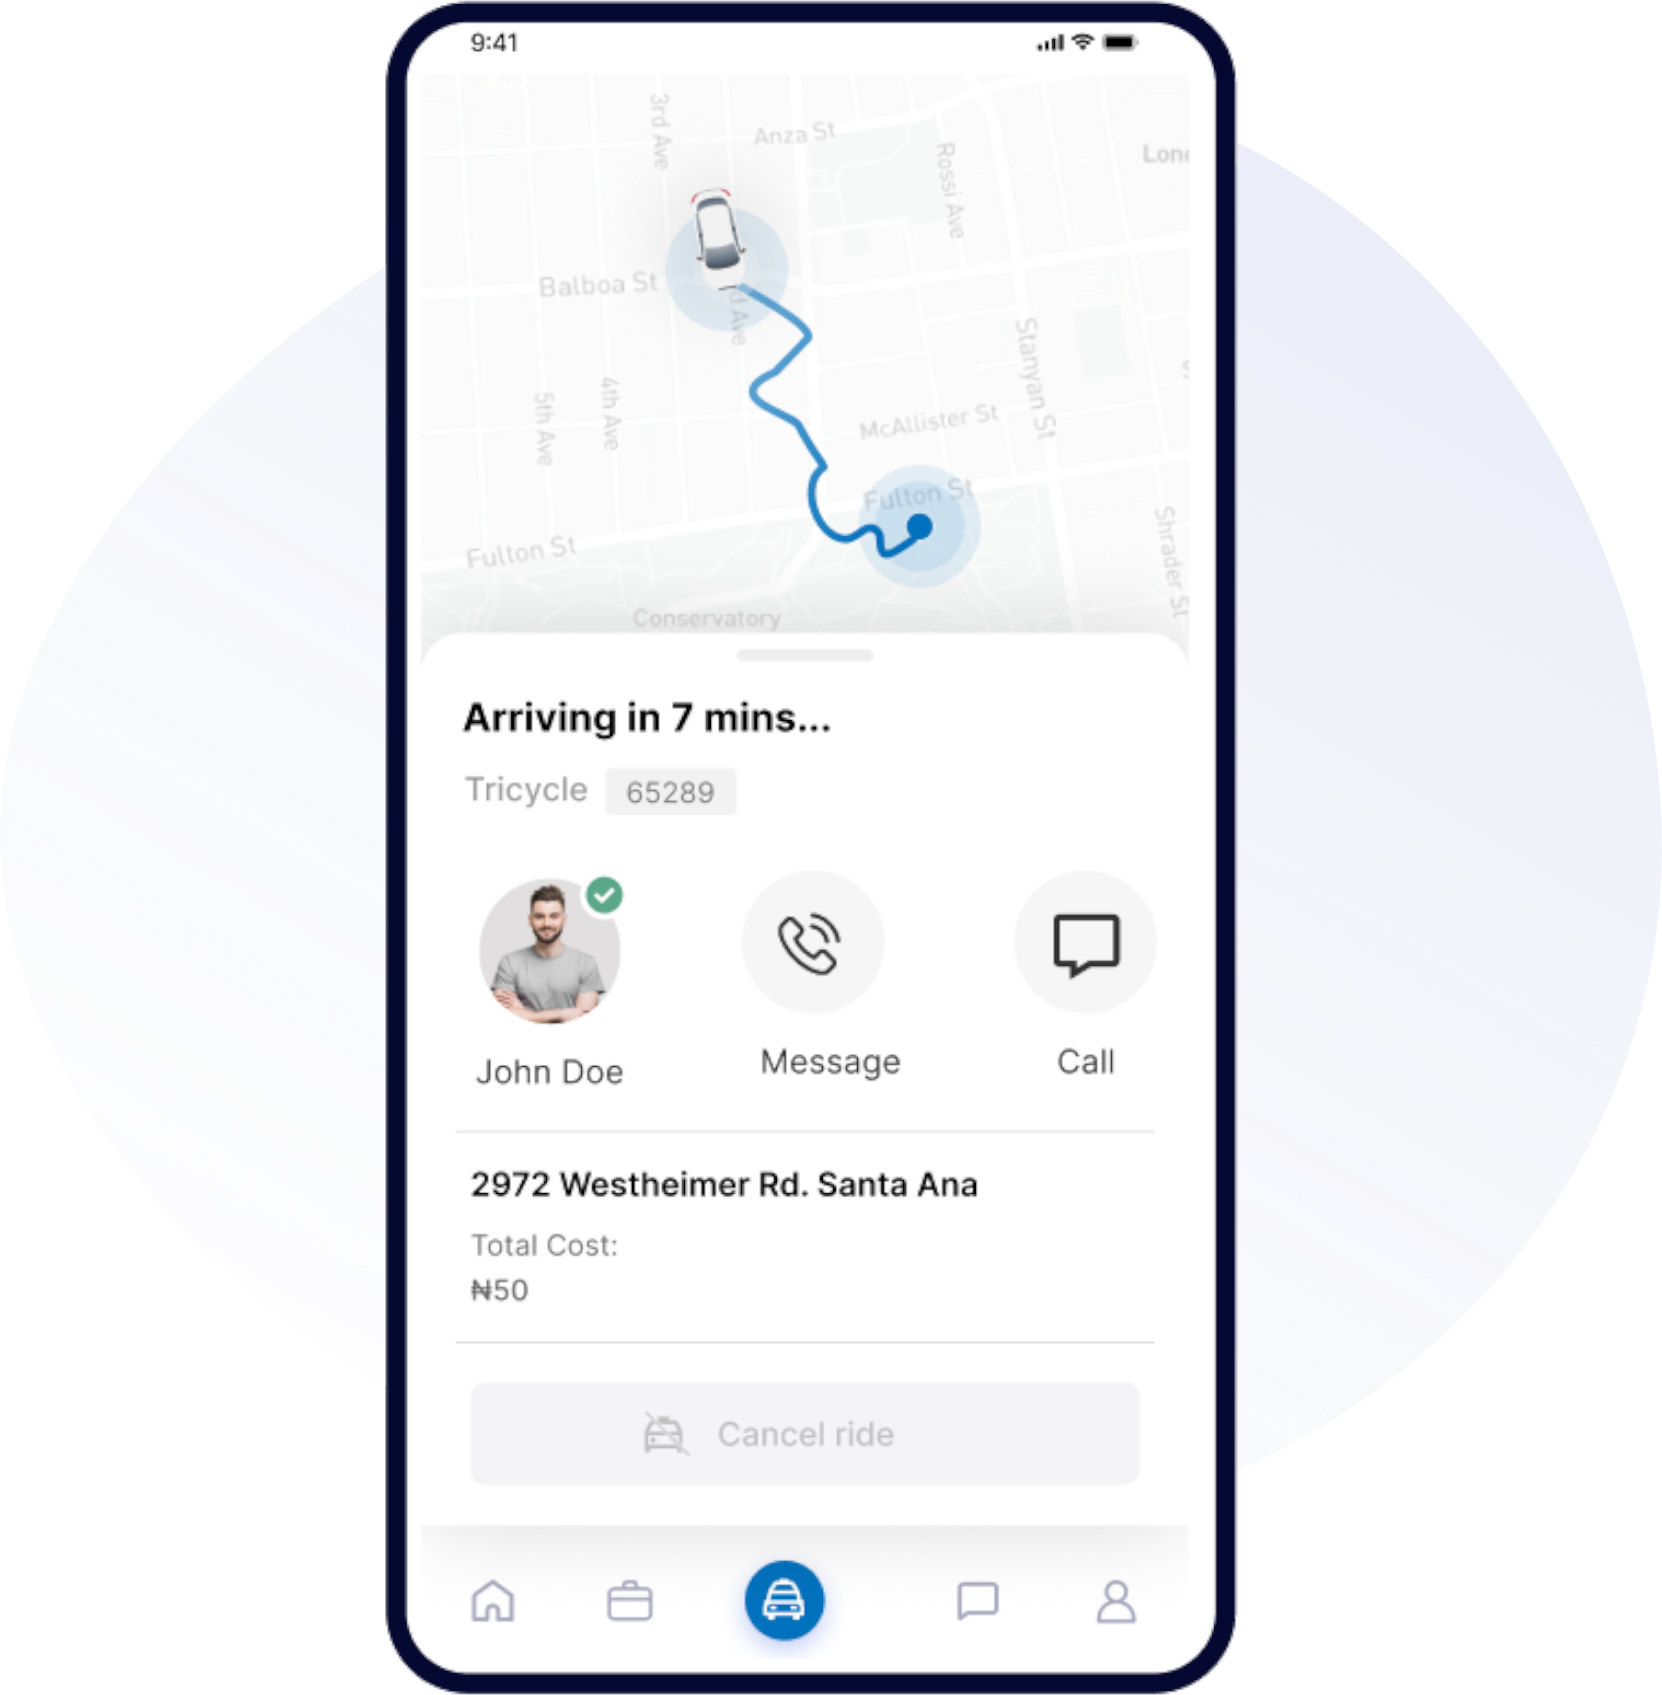 9:41
3rd Ave
Anza St
Rossi Ave
Lon
Balboa St
d Ave
Stanyan St
5th Ave
4th Ave
McAllister St
Fulton St
Fulton St
Shrader St
Conservatory
Arriving in 7 mins...
Tricycle 65289
John Doe
Message
Call
2972 Westheimer Rd. Santa Ana
Total Cost:
₦50
Cancel ride